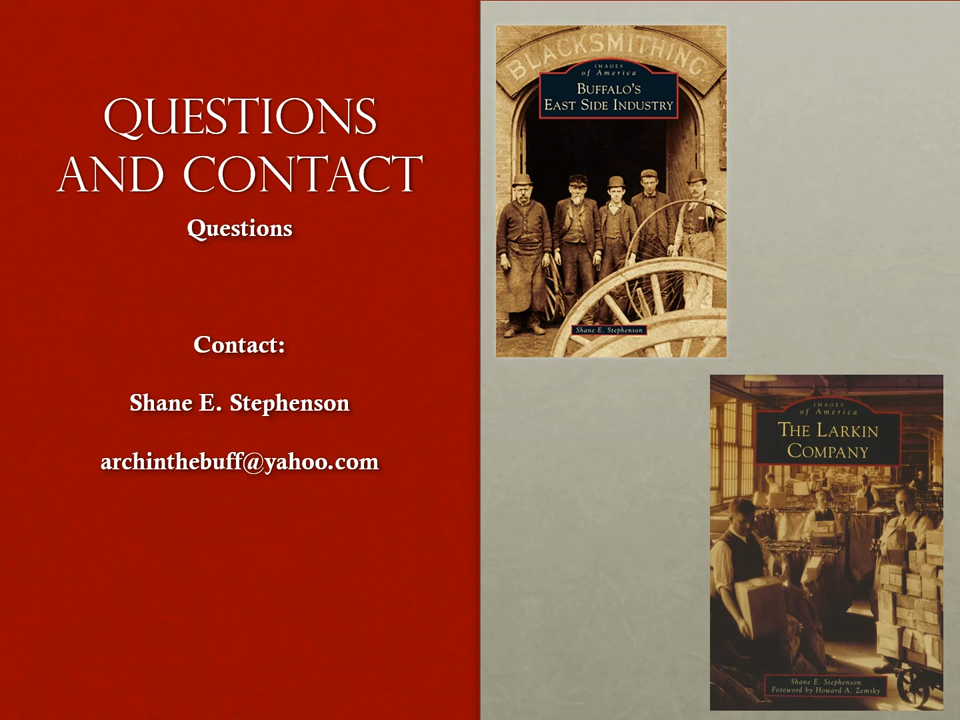 QUESTIONS
AND CONTACT
Questions
Contact:
Shane E. Stephenson
archinthebuff@yahoo.com
BLACKSMITHING
IMAGES
of America
BUFFALO'S
EAST SIDE INDUSTRY
Shane E. Stephenson
IMAGES
of America
THE LARKIN
COMPANY
Shane E. Stephenson
Foreword by Howard A. Zemsky